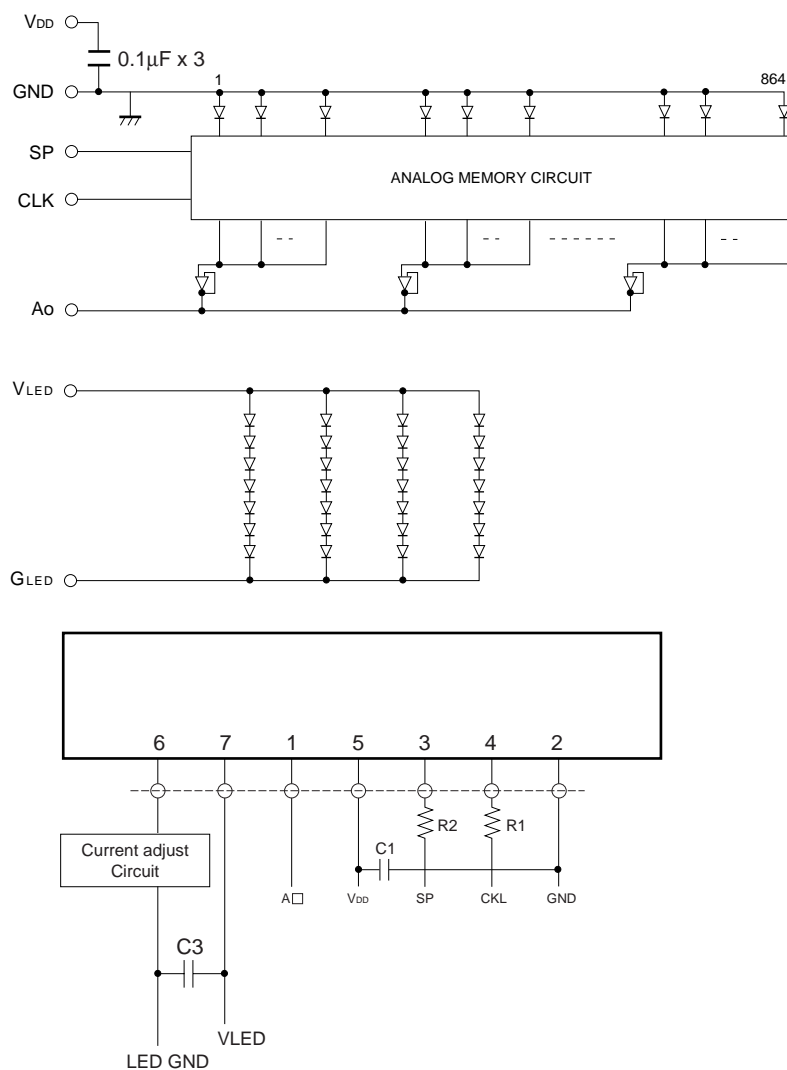 VDD
0.1μF x 3
GND
1
864
SP
ANALOG MEMORY CIRCUIT
CLK
Ao
VLED
GLED
6 7 1 5 3 4 2
R2 R1
C1
Current adjust
Circuit
A□ VDD SP CKL GND
C3
VLED
LED GND